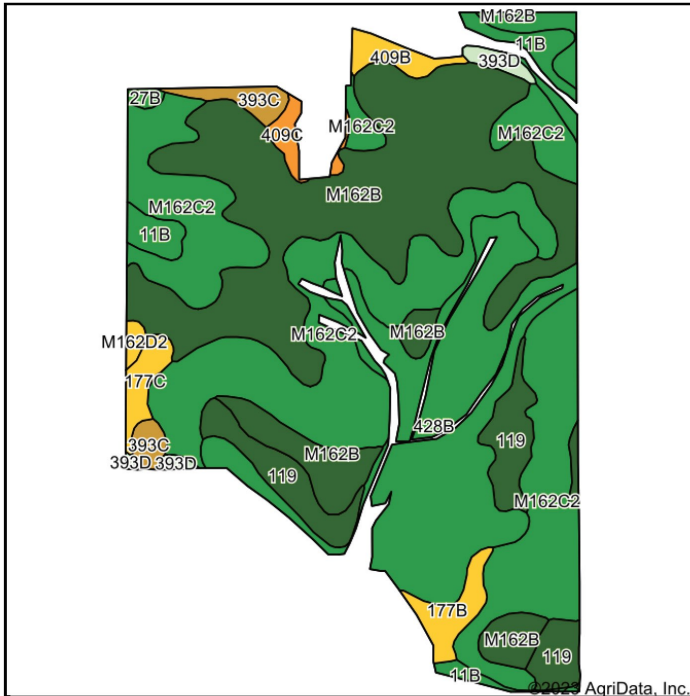 M162B
11B
409B
393D
27B
393C
409C
M162C2
M162C2
M162B
M162C2
11B
M162D2
M162C2
M162B
177C
428B
393C
M162B
119
393D
393D
119
M162C2
177B
M162B
119
11B
©2023 AgriData, Inc.